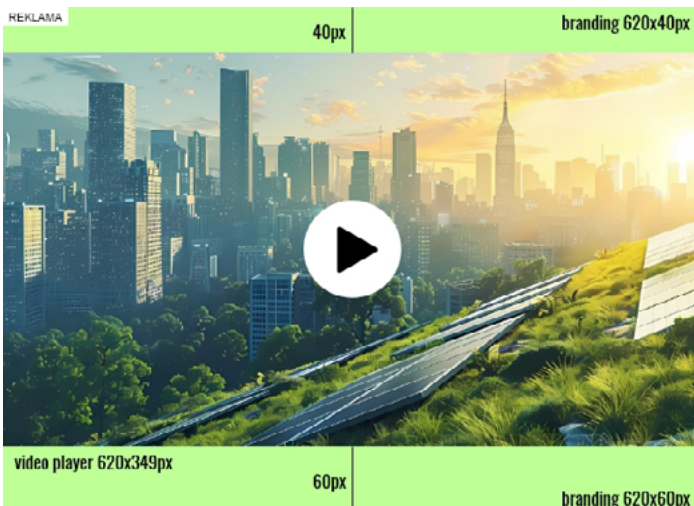 REKLAMA
40px
branding 620x40px
video player 620x349px
60px
branding 620x60px